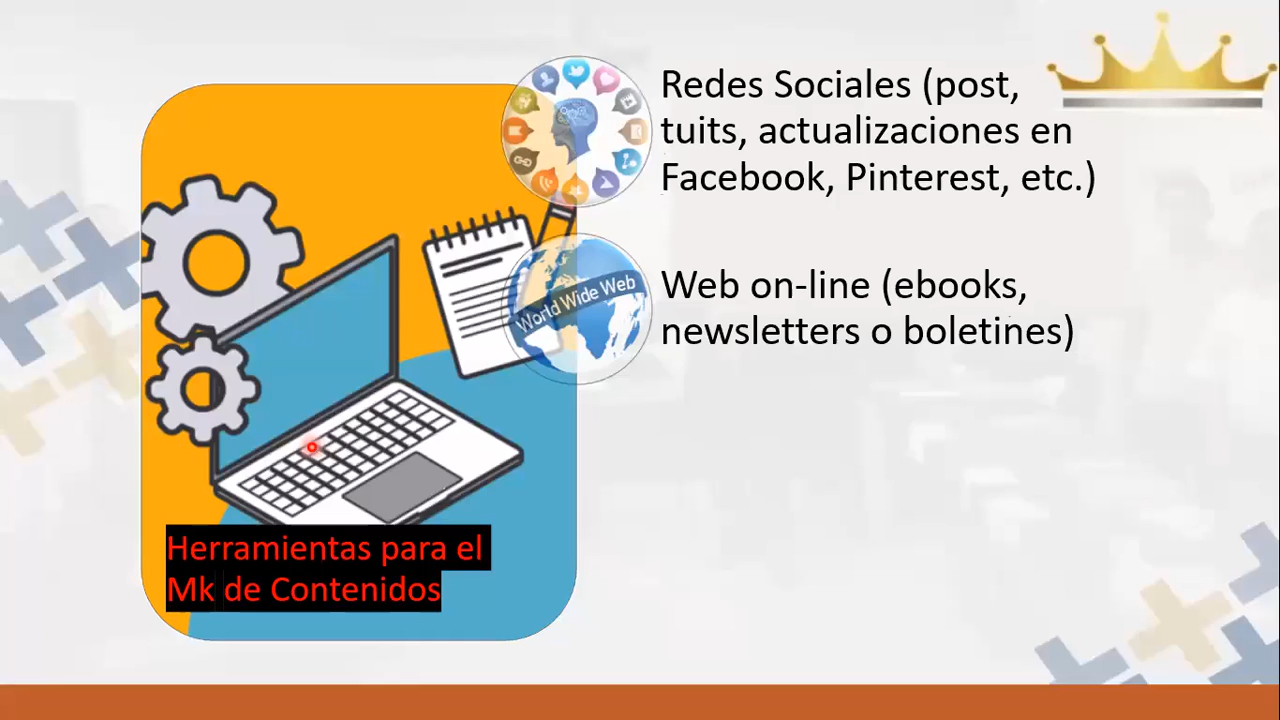 Redes Sociales (post,
tuits, actualizaciones en
Facebook, Pinterest, etc.)
World Wide Web
Web on-line (ebooks,
newsletters o boletines)
Herramientas para el
Mk de Contenidos